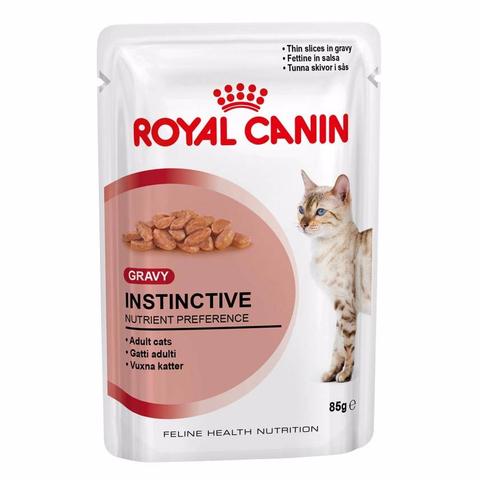 • Thin slices in gravy
• Fettine in salsa
• Tunna skivor i sås
ROYAL CANIN
GRAVY
INSTINCTIVE
NUTRIENT PREFERENCE
• Adult cats
• Gatti adulti
• Vuxna katter
85g e
FELINE HEALTH NUTRITION